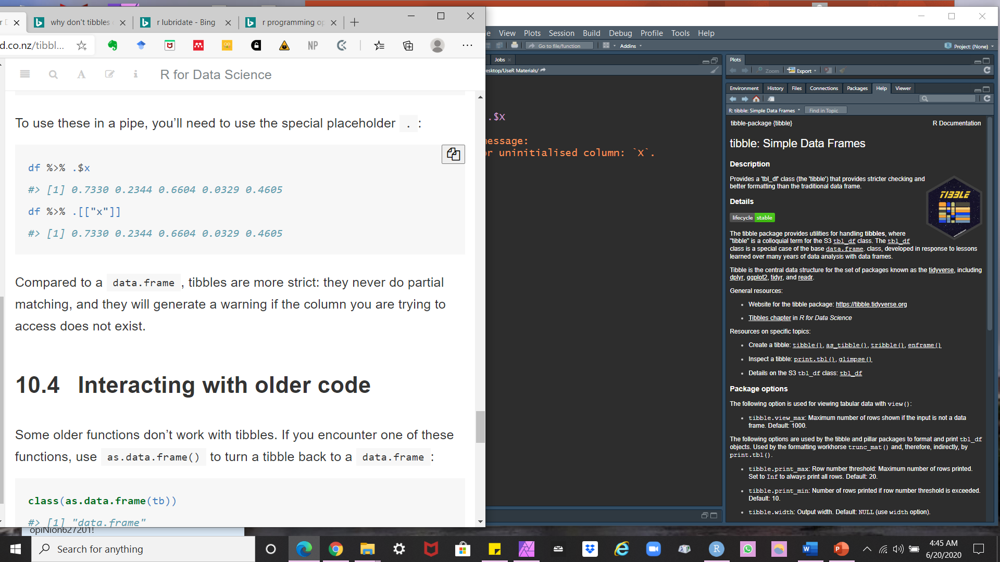 why don't tibbles
r lubridate - Bing
r programming op
d.co.nz/tibbl...
R for Data Science
To use these in a pipe, you’ll need to use the special placeholder . :
df %>% .$x
#> [1] 0.7330 0.2344 0.6604 0.0329 0.4605
df %>% .[["x"]]
#> [1] 0.7330 0.2344 0.6604 0.0329 0.4605
Compared to a data.frame , tibbles are more strict: they never do partial
matching, and they will generate a warning if the column you are trying to
access does not exist.
10.4 Interacting with older code
Some older functions don’t work with tibbles. If you encounter one of these
functions, use as.data.frame() to turn a tibble back to a data.frame :
class(as.data.frame(tb))
#> [1] "data.frame"
opiNion627201!
e View Plots Session Build Debug Profile Tools Help
Go to file/function Addins Project: (None)
Jobs
esktop/UseR Materials/
.$X
essage:
or uninitialised column: `X`.
Plots
Zoom Export
Environment History Files Connections Packages Help Viewer
R: tibble: Simple Data Frames Find in Topic
tibble-package {tibble} R Documentation
tibble: Simple Data Frames
Description
Provides a 'tbl_df' class (the 'tibble') that provides stricter checking and
better formatting than the traditional data frame.
TIBBLE
Details
lifecycle stable
The tibble package provides utilities for handling tibbles, where
"tibble" is a colloquial term for the S3 tbl_df class. The tbl_df
class is a special case of the base data.frame. class, developed in response to lessons
learned over many years of data analysis with data frames.
Tibble is the central data structure for the set of packages known as the tidyverse, including
dplyr, ggplot2, tidyr, and readr.
General resources:
• Website for the tibble package: https://tibble.tidyverse.org
• Tibbles chapter in R for Data Science
Resources on specific topics:
• Create a tibble: tibble(), as_tibble(), tribble(), enframe()
• Inspect a tibble: print.tbl(), glimpse()
• Details on the S3 tbl_df class: tbl_df
Package options
The following option is used for viewing tabular data with view():
• tibble.view_max: Maximum number of rows shown if the input is not a data
frame. Default: 1000.
The following options are used by the tibble and pillar packages to format and print tbl_df
objects. Used by the formatting workhorse trunc_mat() and, therefore, indirectly, by
print.tbl().
• tibble.print_max: Row number threshold: Maximum number of rows printed.
Set to Inf to always print all rows. Default: 20.
• tibble.print_min: Number of rows printed if row number threshold is exceeded.
Default: 10.
• tibble.width: Output width. Default: NULL (use width option).
Search for anything
4:45 AM
6/20/2020